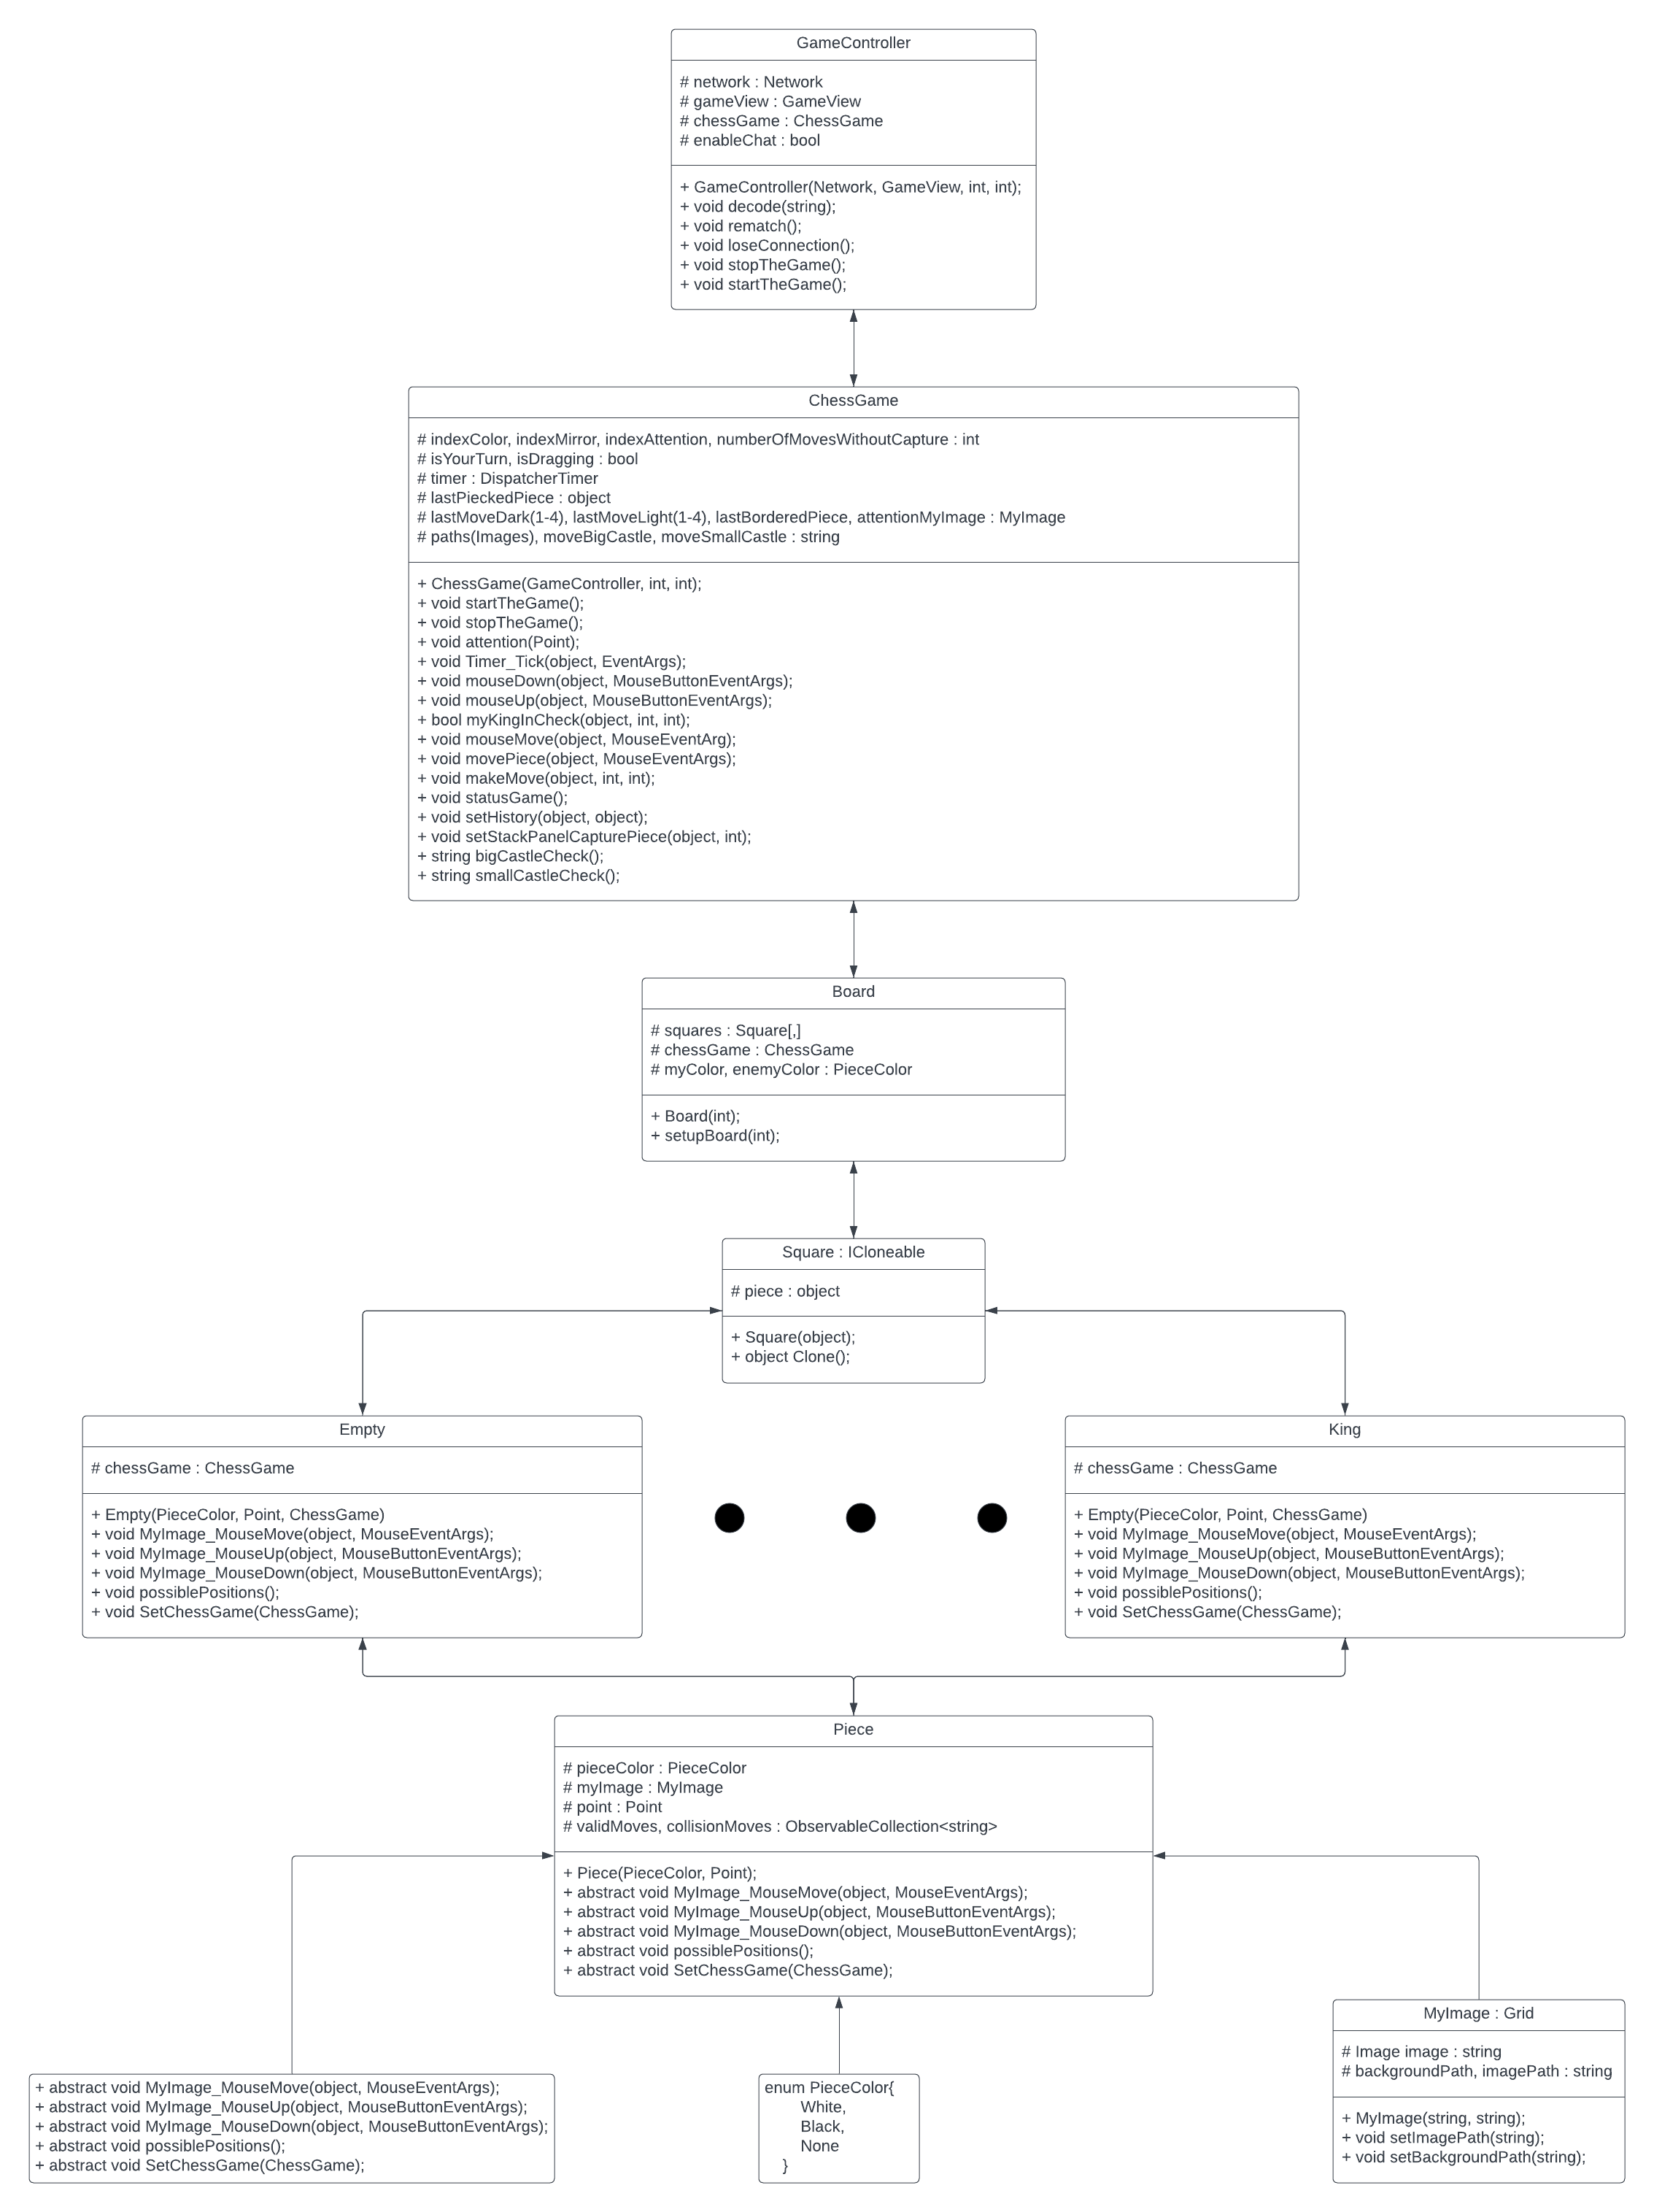 GameController
# network : Network
# gameView : GameView
# chessGame : ChessGame
# enableChat : bool
+ GameController(Network, GameView, int, int);
+ void decode(string);
+ void rematch();
+ void loseConnection();
+ void stopTheGame();
+ void startTheGame();
ChessGame
# indexColor, indexMirror, indexAttention, numberOfMovesWithoutCapture : int
# isYourTurn, isDragging : bool
# timer : DispatcherTimer
# lastPieckedPiece : object
# lastMoveDark(1-4), lastMoveLight(1-4), lastBorderedPiece, attentionMyImage : MyImage
# paths(Images), moveBigCastle, moveSmallCastle : string
+ ChessGame(GameController, int, int);
+ void startTheGame();
+ void stopTheGame();
+ void attention(Point);
+ void Timer_Tick(object, EventArgs);
+ void mouseDown(object, MouseButtonEventArgs);
+ void mouseUp(object, MouseButtonEventArgs);
+ bool myKingInCheck(object, int, int);
+ void mouseMove(object, MouseEventArg);
+ void movePiece(object, MouseEventArgs);
+ void makeMove(object, int, int);
+ void statusGame();
+ void setHistory(object, object);
+ void setStackPanelCapturePiece(object, int);
+ string bigCastleCheck();
+ string smallCastleCheck();
Board
# squares : Square[,]
# chessGame : ChessGame
# myColor, enemyColor : PieceColor
+ Board(int);
+ setupBoard(int);
Square : ICloneable
# piece : object
+ Square(object);
+ object Clone();
Empty
# chessGame : ChessGame
+ Empty(PieceColor, Point, ChessGame)
+ void MyImage_MouseMove(object, MouseEventArgs);
+ void MyImage_MouseUp(object, MouseButtonEventArgs);
+ void MyImage_MouseDown(object, MouseButtonEventArgs);
+ void possiblePositions();
+ void SetChessGame(ChessGame);
King
# chessGame : ChessGame
+ Empty(PieceColor, Point, ChessGame)
+ void MyImage_MouseMove(object, MouseEventArgs);
+ void MyImage_MouseUp(object, MouseButtonEventArgs);
+ void MyImage_MouseDown(object, MouseButtonEventArgs);
+ void possiblePositions();
+ void SetChessGame(ChessGame);
Piece
# pieceColor : PieceColor
# myImage : MyImage
# point : Point
# validMoves, collisionMoves : ObservableCollection<string>
+ Piece(PieceColor, Point);
+ abstract void MyImage_MouseMove(object, MouseEventArgs);
+ abstract void MyImage_MouseUp(object, MouseButtonEventArgs);
+ abstract void MyImage_MouseDown(object, MouseButtonEventArgs);
+ abstract void possiblePositions();
+ abstract void SetChessGame(ChessGame);
+ abstract void MyImage_MouseMove(object, MouseEventArgs);
+ abstract void MyImage_MouseUp(object, MouseButtonEventArgs);
+ abstract void MyImage_MouseDown(object, MouseButtonEventArgs);
+ abstract void possiblePositions();
+ abstract void SetChessGame(ChessGame);
enum PieceColor{
White,
Black,
None
}
MyImage : Grid
# Image image : string
# backgroundPath, imagePath : string
+ MyImage(string, string);
+ void setImagePath(string);
+ void setBackgroundPath(string);